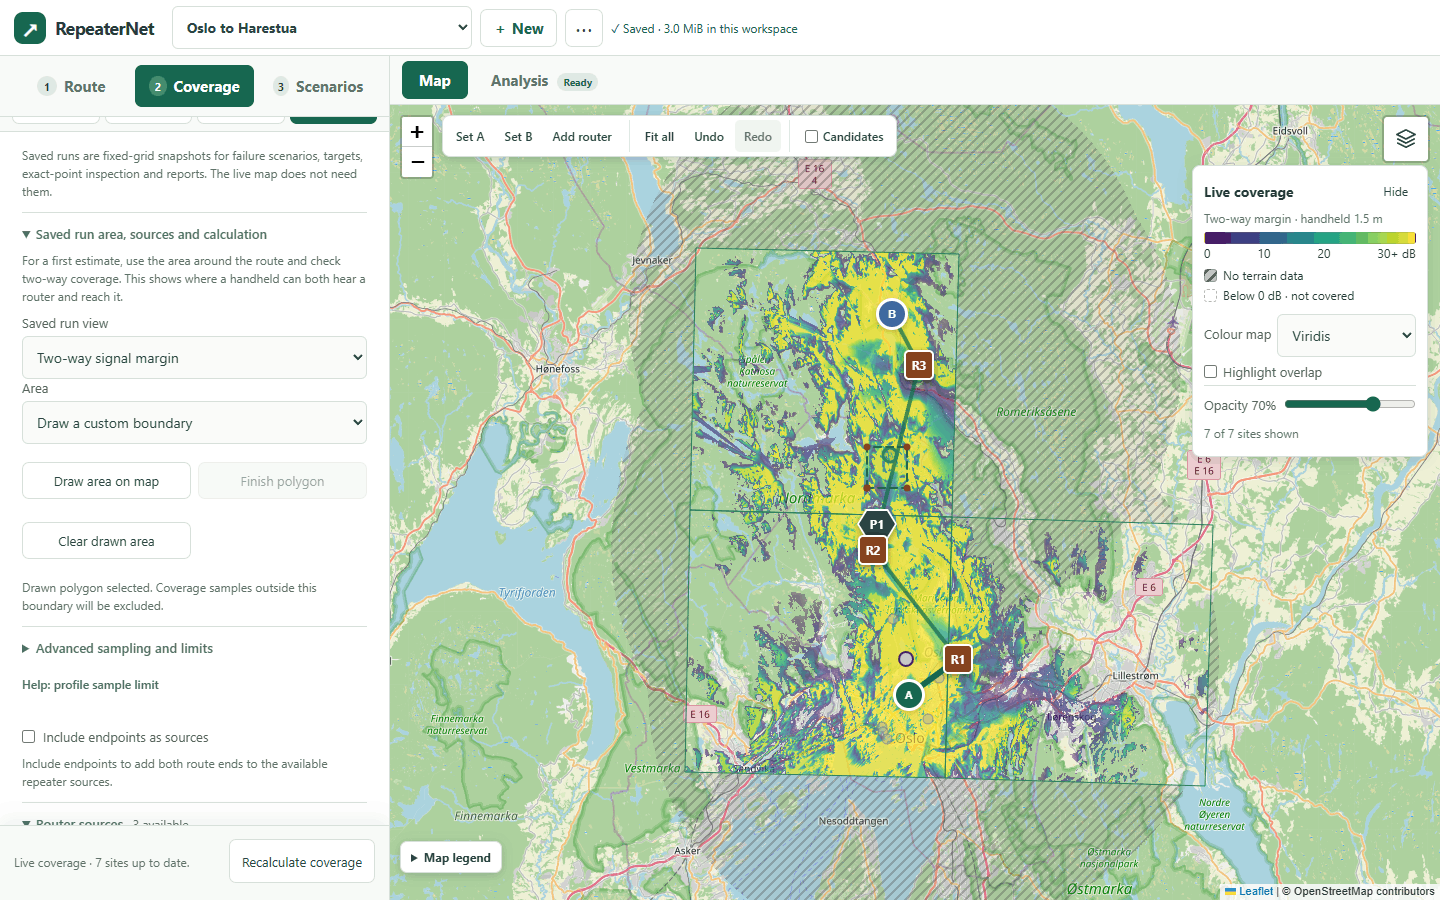 RepeaterNet
Oslo to Harestua
+ New
...
✓ Saved · 3.0 MiB in this workspace
1 Route
2 Coverage
3 Scenarios
Map
Analysis Ready
Saved runs are fixed-grid snapshots for failure scenarios, targets,
exact-point inspection and reports. The live map does not need
them.
▼ Saved run area, sources and calculation
For a first estimate, use the area around the route and check
two-way coverage. This shows where a handheld can both hear a
router and reach it.
Saved run view
Two-way signal margin
Area
Draw a custom boundary
Draw area on map
Finish polygon
Clear drawn area
Drawn polygon selected. Coverage samples outside this
boundary will be excluded.
▶ Advanced sampling and limits
Help: profile sample limit
Include endpoints as sources
Include endpoints to add both route ends to the available
repeater sources.
▼ Router sources 3 available
Live coverage · 7 sites up to date.
Recalculate coverage
+
−
Set A
Set B
Add router
Fit all
Undo
Redo
Candidates
Live coverage
Hide
Two-way margin · handheld 1.5 m
0 10 20 30+ dB
No terrain data
Below 0 dB · not covered
Colour map
Viridis
Highlight overlap
Opacity 70%
7 of 7 sites shown
Eidsvoll
E 16
4
Jevnaker
Hønefoss
B
R3
Romeriksåsene
naturreservat
E 6
E 16
P1
R2
Tyrifjorden
E 6
R1
A
Lillestrøm
Finnemarka
naturreservat
E 16
Oslo
Vestmarka
Sandvika
Finnemarka
Nesoddtangen
Asker
Nordre
Øyeren
naturreservat
Østmarka
nasjonalpark
Østmarka
▶ Map legend
Leaflet | © OpenStreetMap contributors